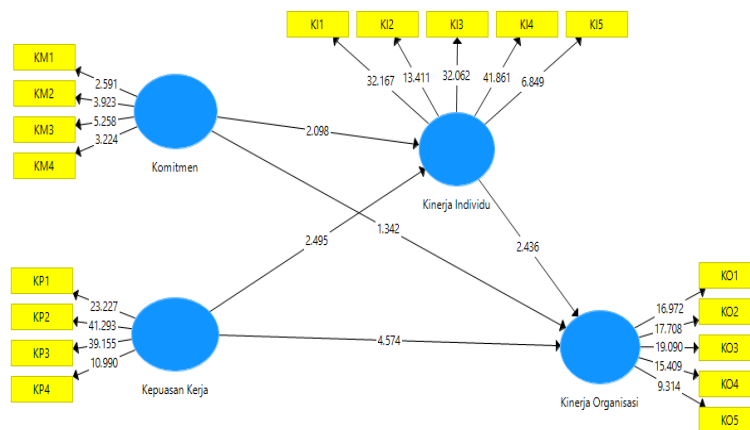 KI1 KI2 KI3 KI4 KI5
32.167 13.411 32.062 41.861 6.849
KM1
KM2
KM3
KM4
2.591
3.923
5.258
3.224
Komitmen
2.098
Kinerja Individu
2.495
1.342
2.436
KP1
KP2
KP3
KP4
23.227
41.293
39.155
10.990
Kepuasan Kerja
4.574
Kinerja Organisasi
16.972
17.708
19.090
15.409
9.314
KO1
KO2
KO3
KO4
KO5